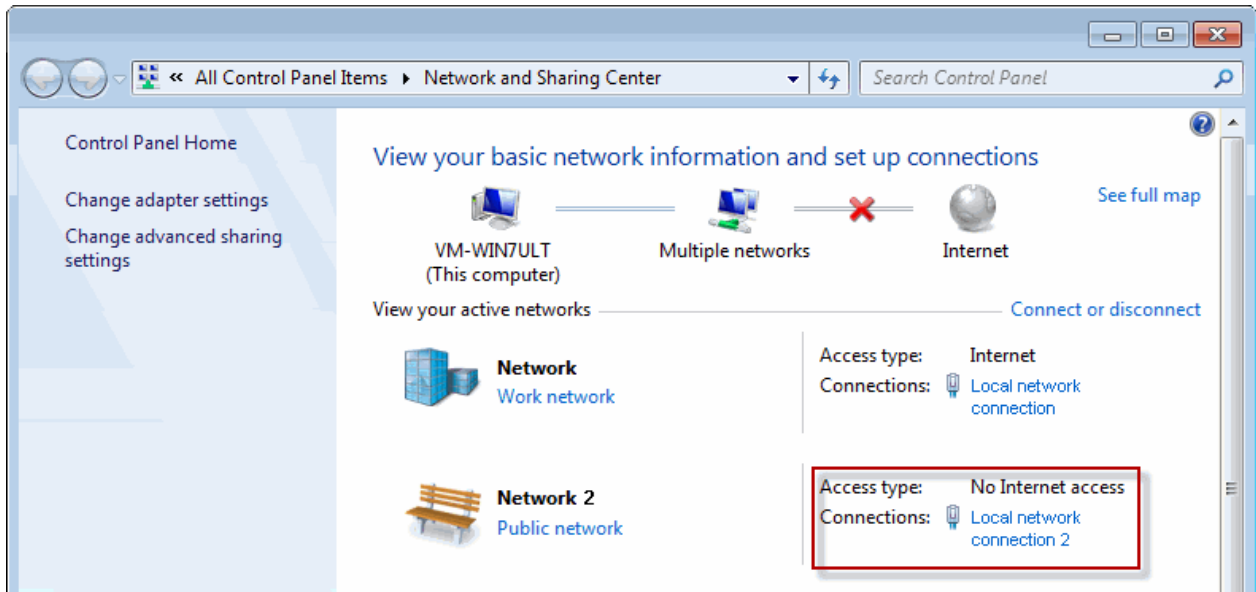 « All Control Panel Items ▸ Network and Sharing Center
Search Control Panel
Control Panel Home
Change adapter settings
Change advanced sharing
settings
View your basic network information and set up connections
See full map
VM-WIN7ULT
(This computer)
Multiple networks
Internet
View your active networks
Connect or disconnect
Network
Work network
Access type: Internet
Connections: Local network
connection
Network 2
Public network
Access type: No Internet access
Connections: Local network
connection 2